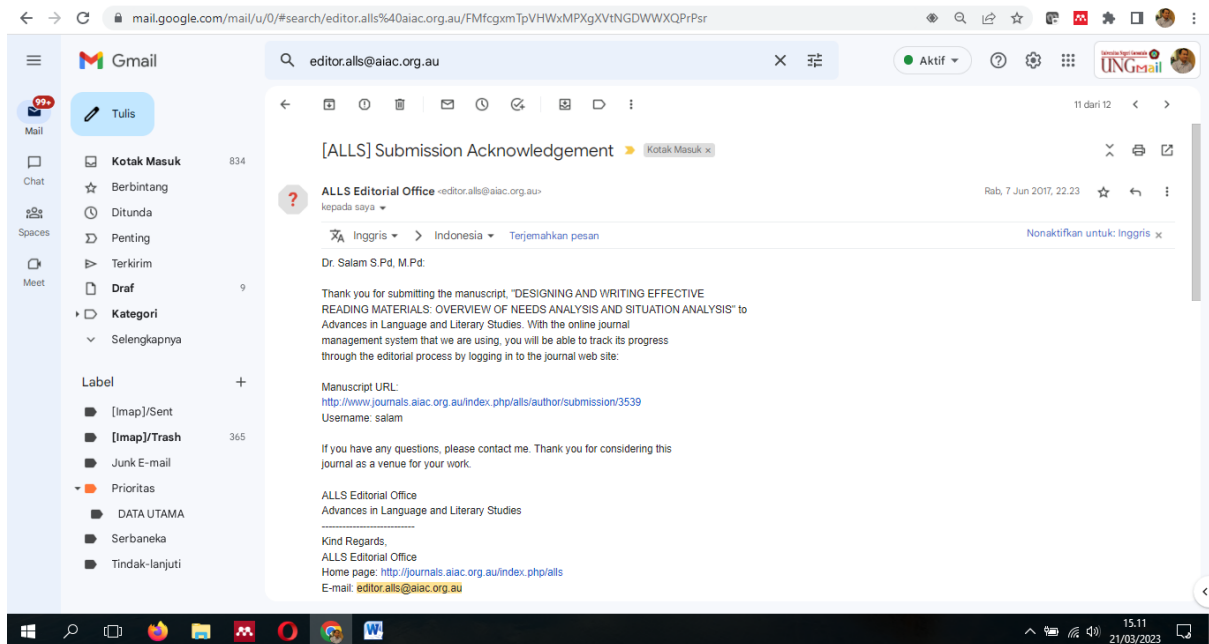 mail.google.com/mail/u/0/#search/editor.alls%40aiac.org.au/FMfcgxmTpVHWxMPXgXVtNGDWWXQPrPsr
Gmail
editor.alls@aiac.org.au
Aktif
Universitas Negeri Gorontalo
UNGmail
99+
Mail
Chat
Spaces
Meet
Tulis
Kotak Masuk 834
Berbintang
Ditunda
Penting
Terkirim
Draf 9
Kategori
Selengkapnya
Label +
[Imap]/Sent
[Imap]/Trash 365
Junk E-mail
Prioritas
DATA UTAMA
Serbaneka
Tindak-lanjuti
11 dari 12
[ALLS] Submission Acknowledgement Kotak Masuk ×
ALLS Editorial Office <editor.alls@aiac.org.au> Rab, 7 Jun 2017, 22.23
kepada saya
Inggris > Indonesia Terjemahkan pesan Nonaktifkan untuk: Inggris ×
Dr. Salam S.Pd, M.Pd:
Thank you for submitting the manuscript, "DESIGNING AND WRITING EFFECTIVE
READING MATERIALS: OVERVIEW OF NEEDS ANALYSIS AND SITUATION ANALYSIS" to
Advances in Language and Literary Studies. With the online journal
management system that we are using, you will be able to track its progress
through the editorial process by logging in to the journal web site:
Manuscript URL:
http://www.journals.aiac.org.au/index.php/alls/author/submission/3539
Username: salam
If you have any questions, please contact me. Thank you for considering this
journal as a venue for your work.
ALLS Editorial Office
Advances in Language and Literary Studies
---------------------------
Kind Regards,
ALLS Editorial Office
Home page: http://journals.aiac.org.au/index.php/alls
E-mail: editor.alls@aiac.org.au
15.11
21/03/2023